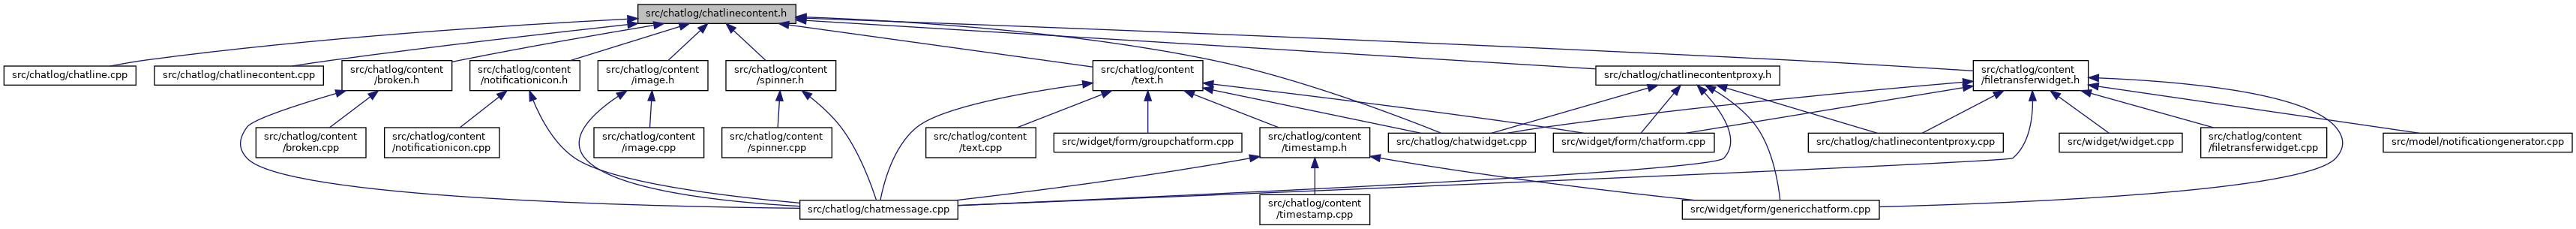 src/chatlog/chatlinecontent.h
src/chatlog/chatline.cpp
src/chatlog/chatlinecontent.cpp
src/chatlog/content
/broken.h
src/chatlog/content
/notificationicon.h
src/chatlog/content
/image.h
src/chatlog/content
/spinner.h
src/chatlog/content
/text.h
src/chatlog/chatlinecontentproxy.h
src/chatlog/content
/filetransferwidget.h
src/chatlog/content
/broken.cpp
src/chatlog/content
/notificationicon.cpp
src/chatlog/content
/image.cpp
src/chatlog/content
/spinner.cpp
src/chatlog/content
/text.cpp
src/widget/form/groupchatform.cpp
src/chatlog/content
/timestamp.h
src/chatlog/chatwidget.cpp
src/widget/form/chatform.cpp
src/chatlog/chatlinecontentproxy.cpp
src/widget/widget.cpp
src/chatlog/content
/filetransferwidget.cpp
src/model/notificationgenerator.cpp
src/chatlog/chatmessage.cpp
src/chatlog/content
/timestamp.cpp
src/widget/form/genericchatform.cpp